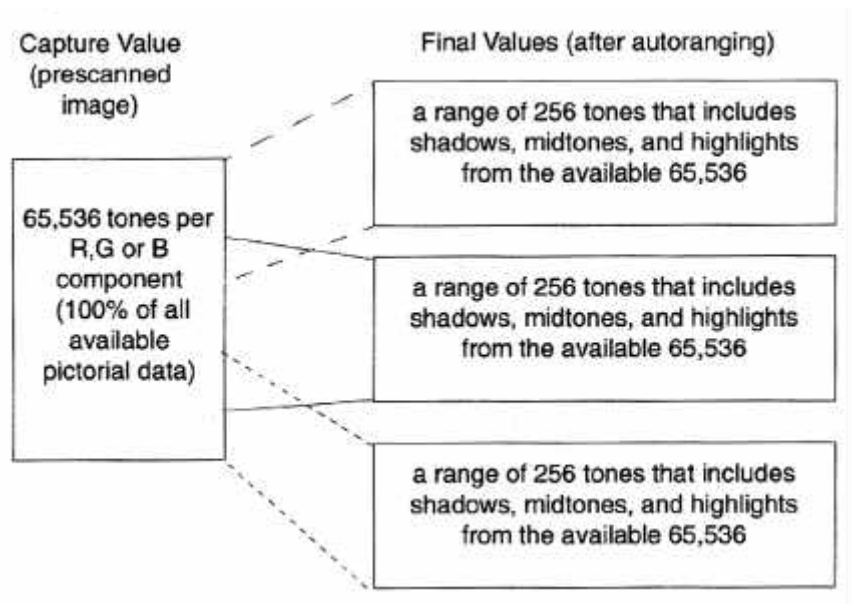 Capture Value
(prescanned
image)
Final Values (after autoranging)
65,536 tones per
R,G or B
component
(100% of all
available
pictorial data)
a range of 256 tones that includes
shadows, midtones, and highlights
from the available 65,536
a range of 256 tones that includes
shadows, midtones, and highlights
from the available 65,536
a range of 256 tones that includes
shadows, midtones, and highlights
from the available 65,536